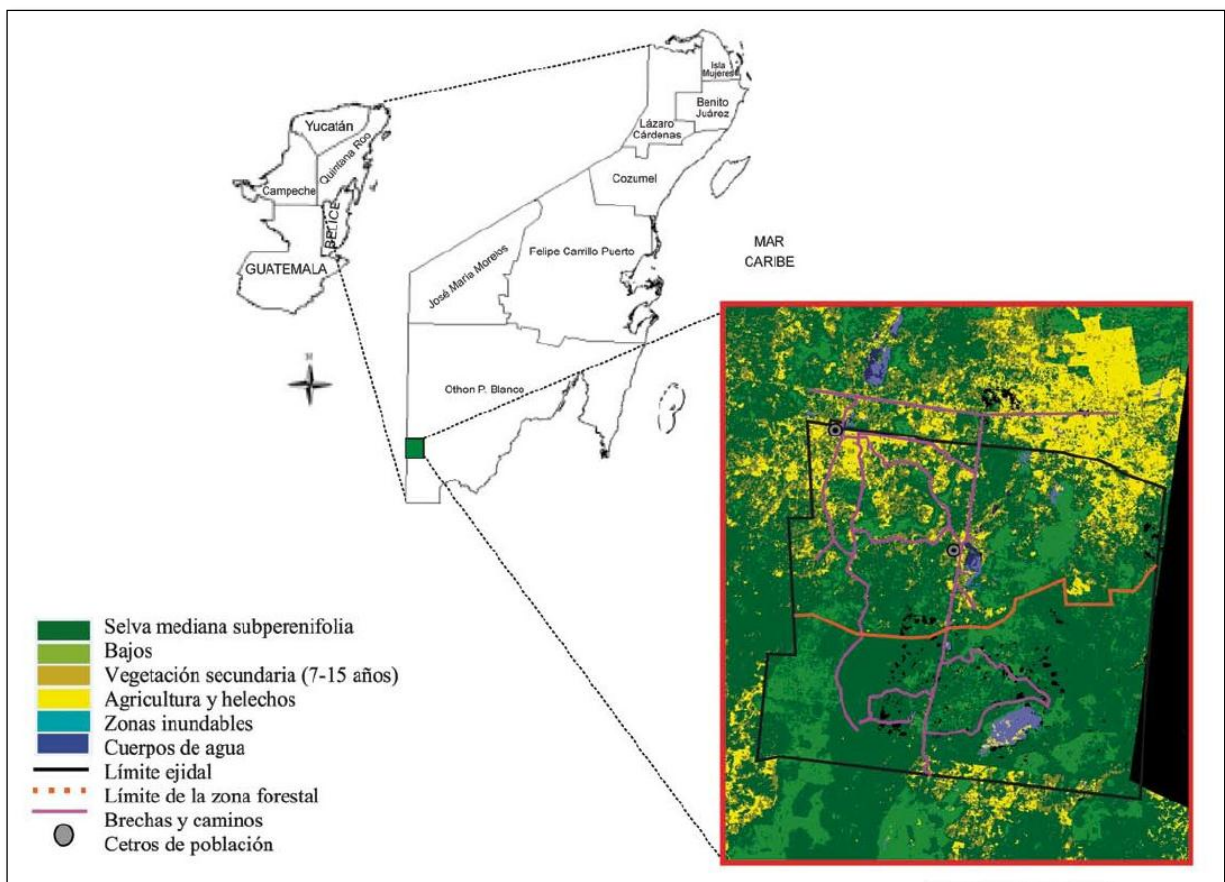 Yucatán
Quintana Roo
Campeche
BELICE
GUATEMALA
N
Isla
Mujeres
Benito
Juárez
Lázaro
Cárdenas
Cozumel
José María Morelos
Felipe Carrillo Puerto
MAR
CARIBE
Othon P. Blanco
Selva mediana subperenifolia
Bajos
Vegetación secundaria (7-15 años)
Agricultura y helechos
Zonas inundables
Cuerpos de agua
Límite ejidal
Límite de la zona forestal
Brechas y caminos
Cetros de población